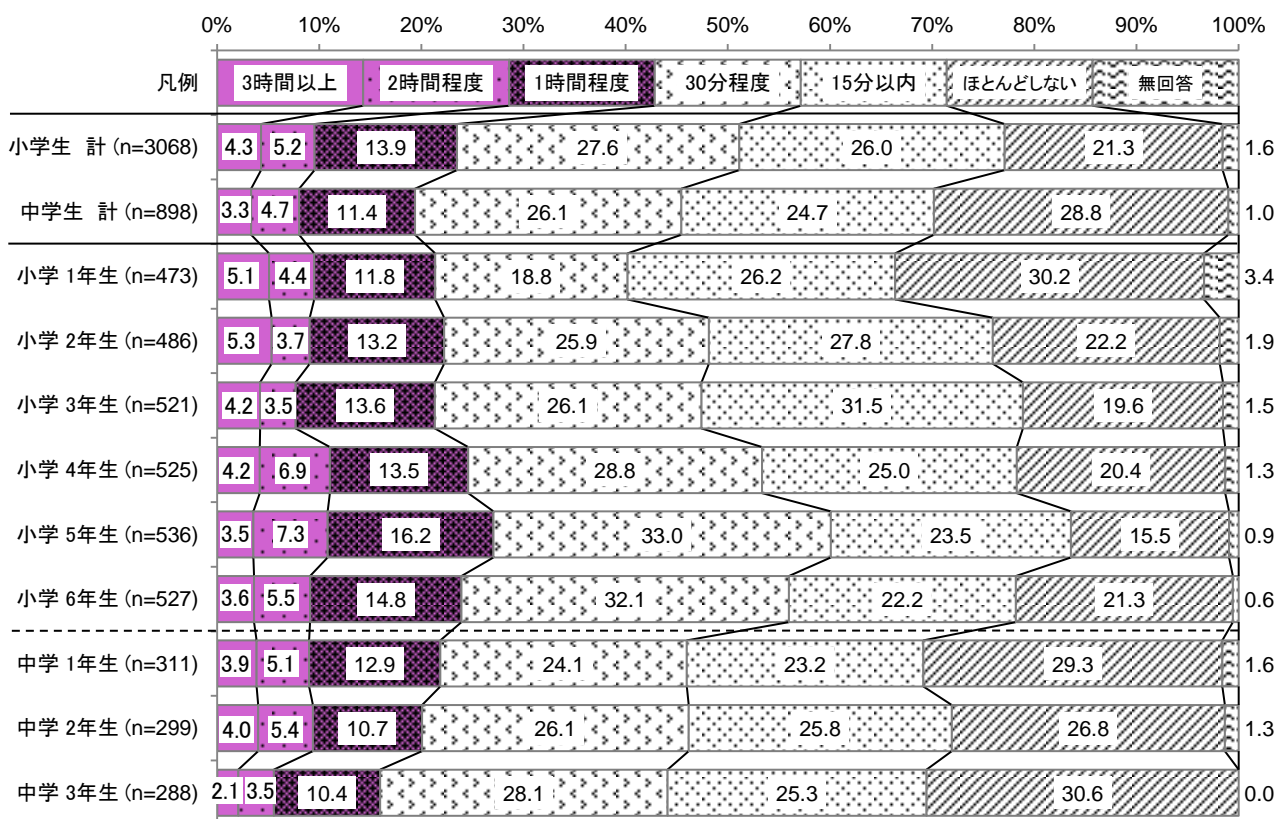 0% 10% 20% 30% 40% 50% 60% 70% 80% 90% 100%
凡例 3時間以上 2時間程度 1時間程度 30分程度 15分以内 ほとんどしない 無回答
小学生 計 (n=3068) 4.3 5.2 13.9 27.6 26.0 21.3 1.6
中学生 計 (n=898) 3.3 4.7 11.4 26.1 24.7 28.8 1.0
小学 1年生 (n=473) 5.1 4.4 11.8 18.8 26.2 30.2 3.4
小学 2年生 (n=486) 5.3 3.7 13.2 25.9 27.8 22.2 1.9
小学 3年生 (n=521) 4.2 3.5 13.6 26.1 31.5 19.6 1.5
小学 4年生 (n=525) 4.2 6.9 13.5 28.8 25.0 20.4 1.3
小学 5年生 (n=536) 3.5 7.3 16.2 33.0 23.5 15.5 0.9
小学 6年生 (n=527) 3.6 5.5 14.8 32.1 22.2 21.3 0.6
中学 1年生 (n=311) 3.9 5.1 12.9 24.1 23.2 29.3 1.6
中学 2年生 (n=299) 4.0 5.4 10.7 26.1 25.8 26.8 1.3
中学 3年生 (n=288) 2.1 3.5 10.4 28.1 25.3 30.6 0.0